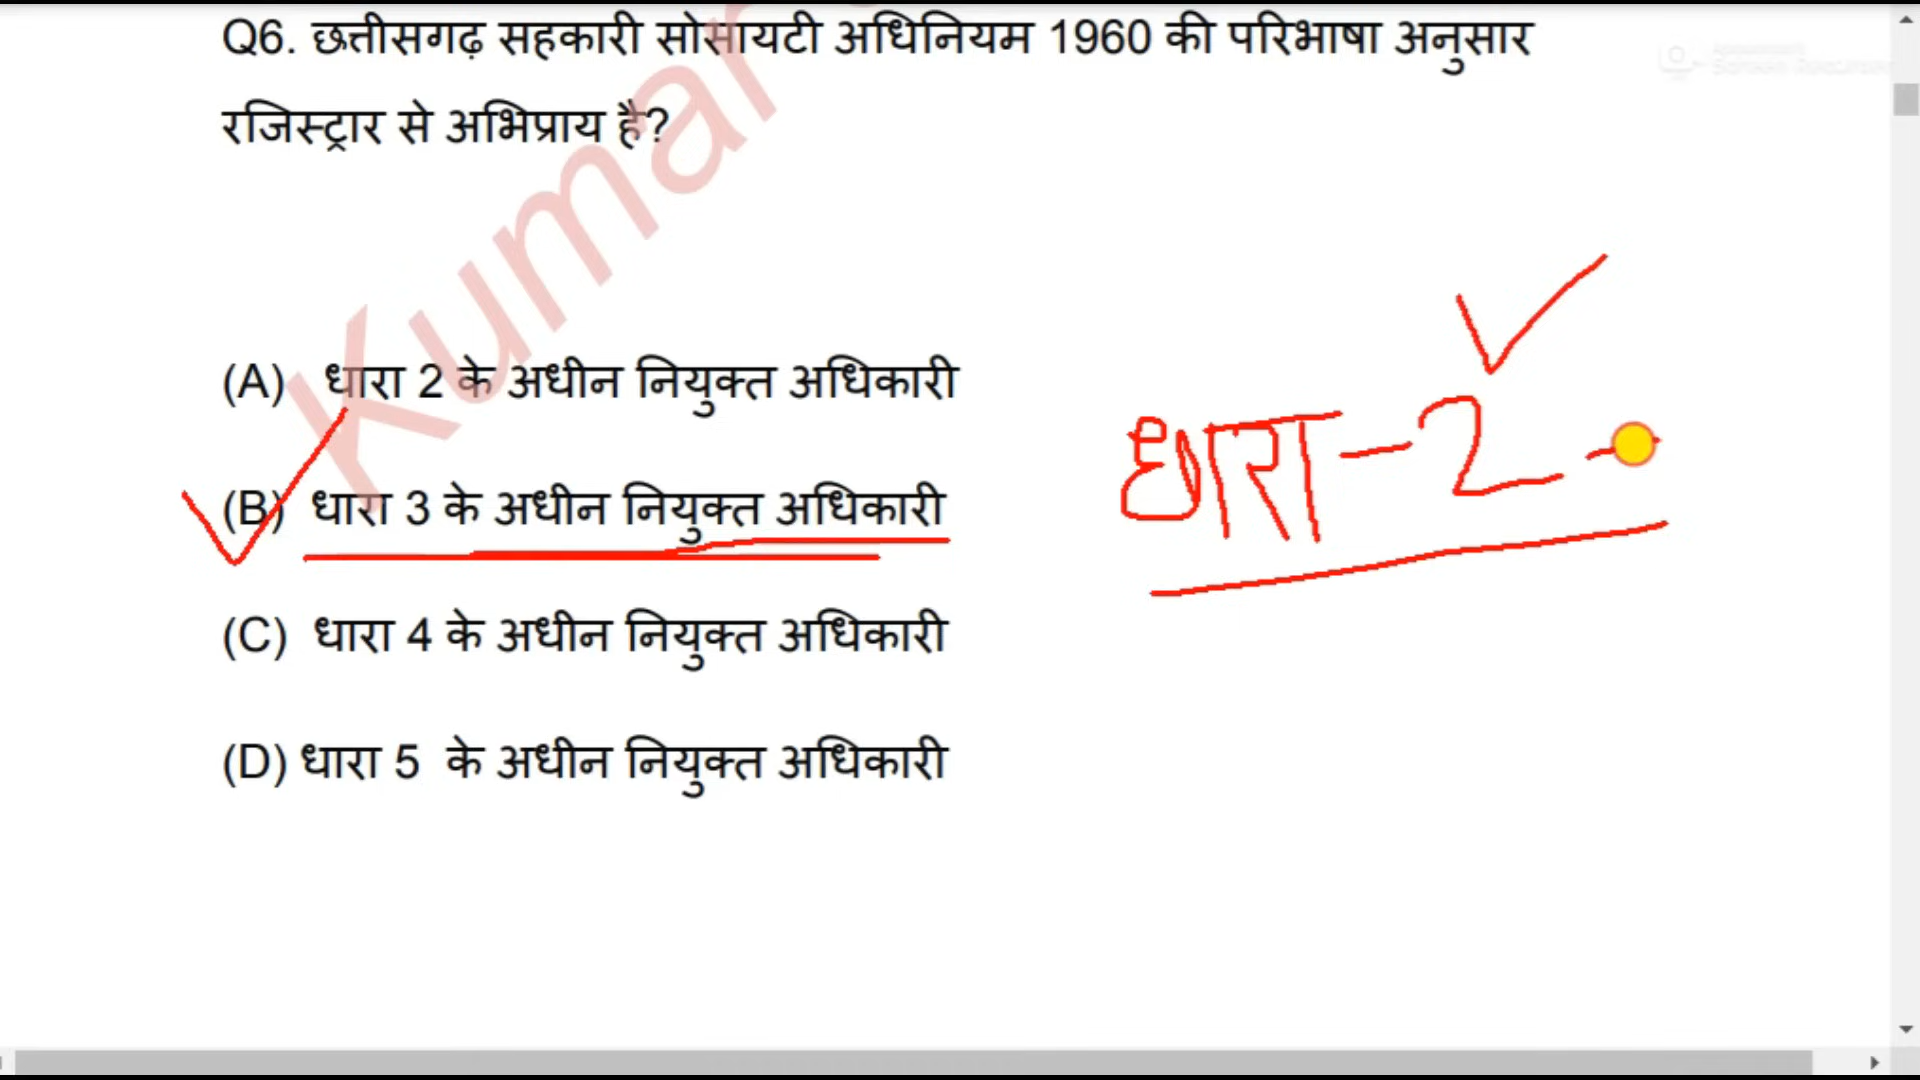 Q6. छत्तीसगढ़ सहकारी सोसायटी अधिनियम 1960 की परिभाषा अनुसार
रजिस्ट्रार से अभिप्राय है?
Kumar
(A) धारा 2 के अधीन नियुक्त अधिकारी
(B) धारा 3 के अधीन नियुक्त अधिकारी
(C) धारा 4 के अधीन नियुक्त अधिकारी
(D) धारा 5 के अधीन नियुक्त अधिकारी
धारा-2-